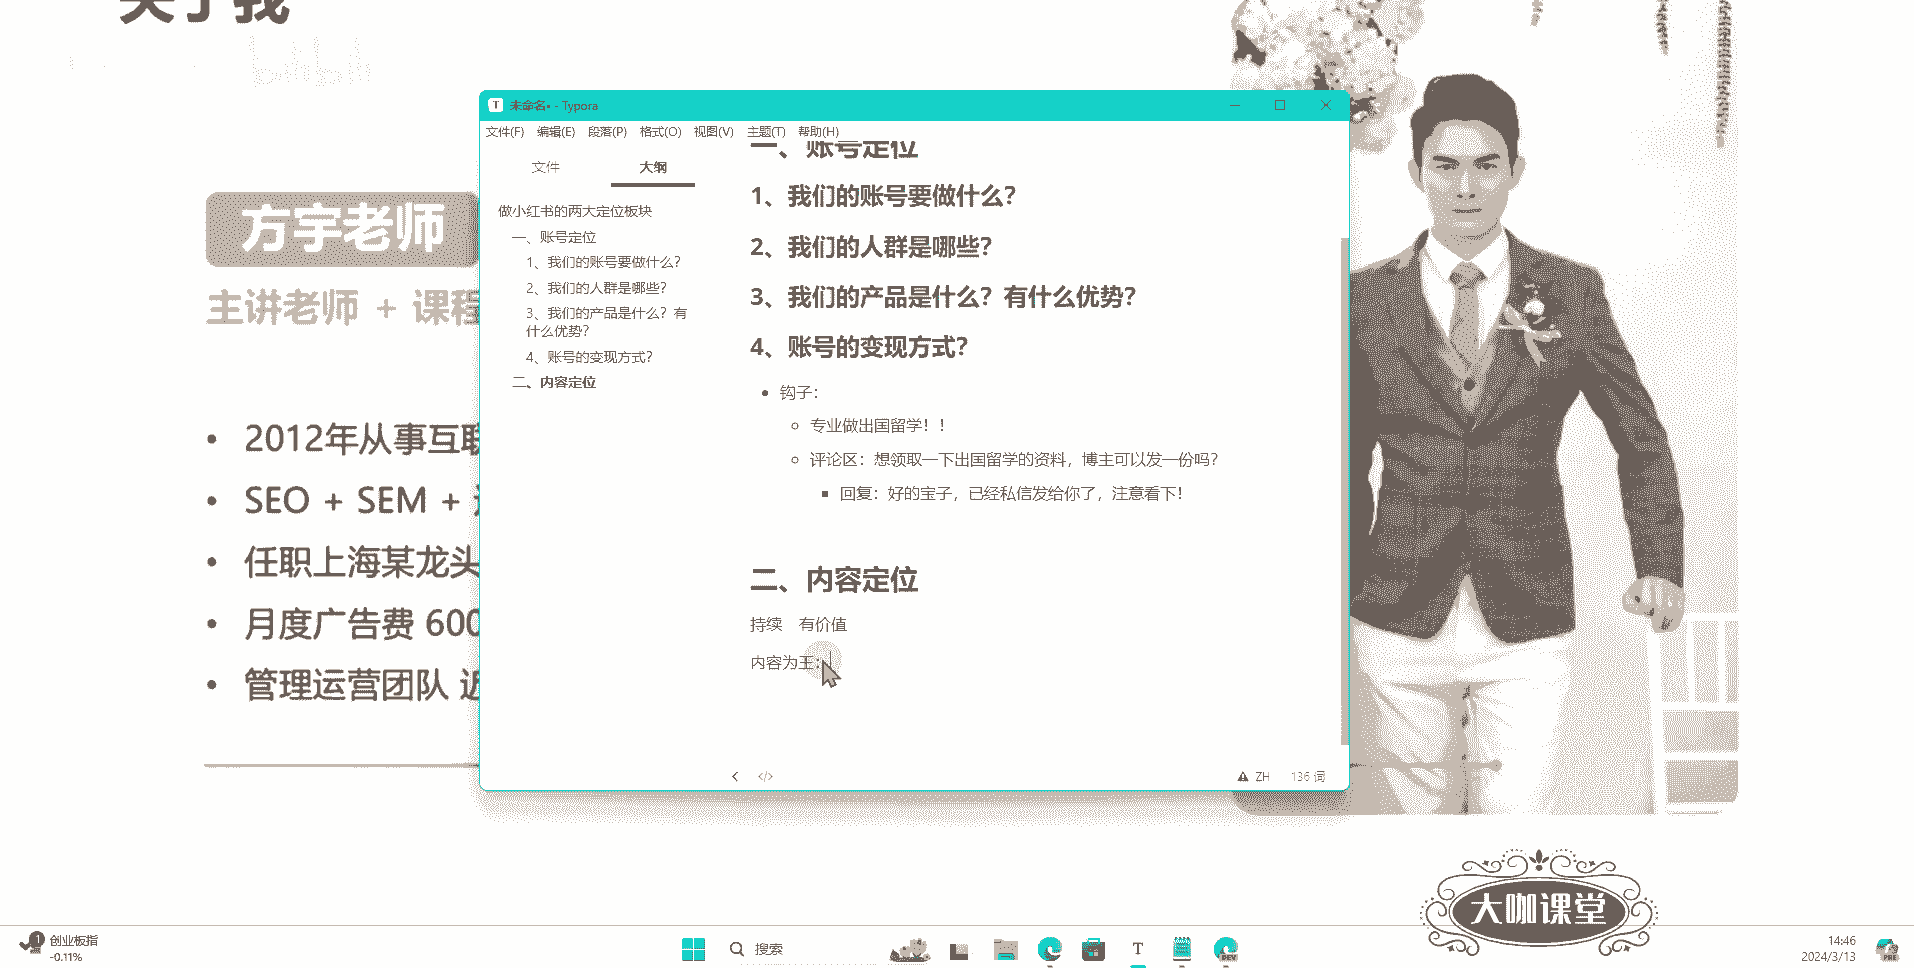 关于我
bilibili
方宇老师
主讲老师 + 课程
2012年从事互联
SEO + SEM +
任职上海某龙头
月度广告费 600
管理运营团队 近
未命名• - Typora
文件(F) 编辑(E) 段落(P) 格式(O) 视图(V) 主题(T) 帮助(H)
文件 大纲
做小红书的两大定位板块
一、账号定位
1、我们的账号要做什么？
2、我们的人群是哪些？
3、我们的产品是什么？有
什么优势？
4、账号的变现方式？
二、内容定位
一、账号定位
1、我们的账号要做什么？
2、我们的人群是哪些？
3、我们的产品是什么？有什么优势？
4、账号的变现方式？
钩子：
专业做出国留学！！
评论区：想领取一下出国留学的资料，博主可以发一份吗？
回复：好的宝子，已经私信发给你了，注意看下！
二、内容定位
持续 有价值
内容为王：
ZH 136 词
大咖课堂
1
创业板指
-0.11%
搜索
T
DEV
14:46
2024/3/13
PRE